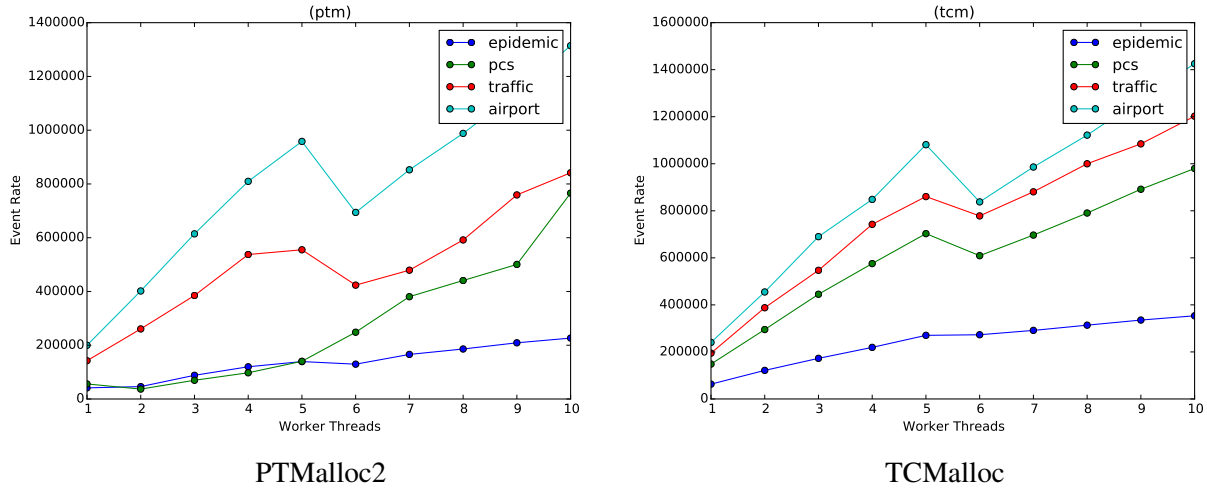 (ptm)
1400000
1200000
1000000
800000
600000
400000
200000
0
Event Rate
1 2 3 4 5 6 7 8 9 10
Worker Threads
epidemic
pcs
traffic
airport
PTMalloc2
(tcm)
1600000
1400000
1200000
1000000
800000
600000
400000
200000
0
Event Rate
1 2 3 4 5 6 7 8 9 10
Worker Threads
epidemic
pcs
traffic
airport
TCMalloc